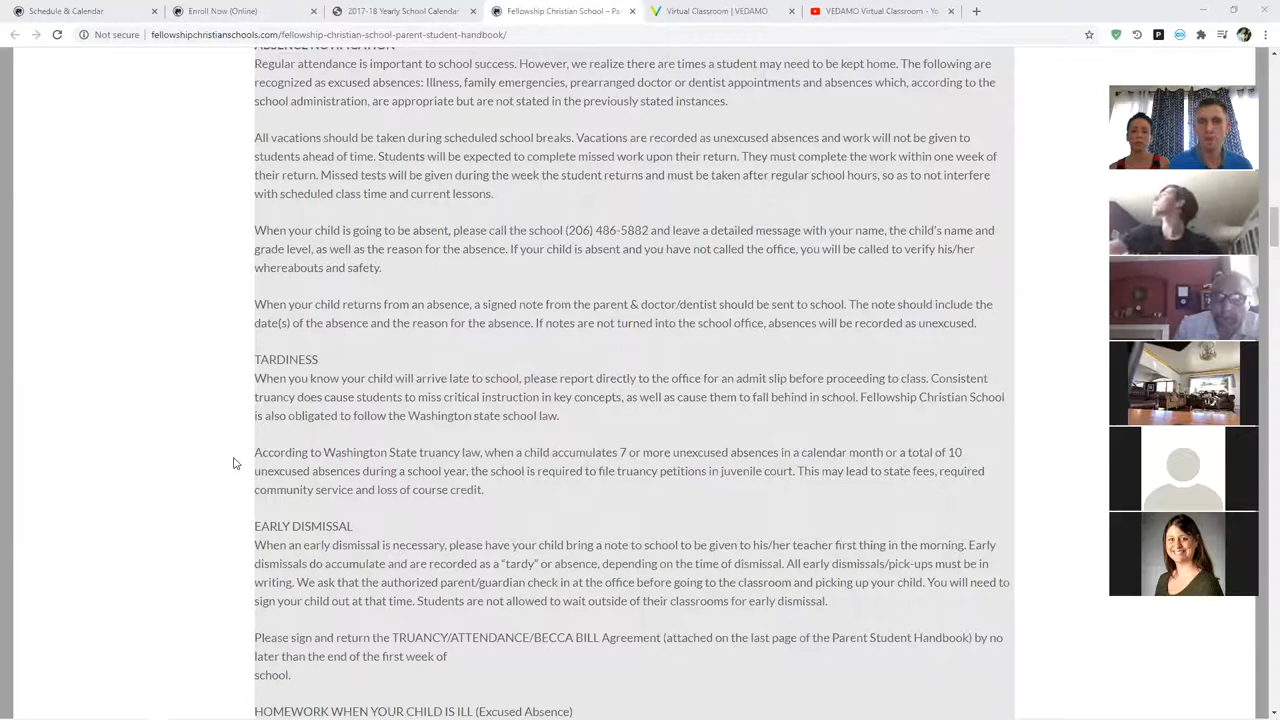 Schedule & Calendar
Enroll Now (Online)
2017-18 Yearly School Calendar
Fellowship Christian School – Pa
Virtual Classroom | VEDAMO
VEDAMO Virtual Classroom - Yo
Not secure
fellowshipchristianschools.com/fellowship-christian-school-parent-student-handbook/
ABSENCE NOTIFICATION
Regular attendance is important to school success. However, we realize there are times a student may need to be kept home. The following are
recognized as excused absences: Illness, family emergencies, prearranged doctor or dentist appointments and absences which, according to the
school administration, are appropriate but are not stated in the previously stated instances.
All vacations should be taken during scheduled school breaks. Vacations are recorded as unexcused absences and work will not be given to
students ahead of time. Students will be expected to complete missed work upon their return. They must complete the work within one week of
their return. Missed tests will be given during the week the student returns and must be taken after regular school hours, so as to not interfere
with scheduled class time and current lessons.
When your child is going to be absent, please call the school (206) 486-5882 and leave a detailed message with your name, the child's name and
grade level, as well as the reason for the absence. If your child is absent and you have not called the office, you will be called to verify his/her
whereabouts and safety.
When your child returns from an absence, a signed note from the parent & doctor/dentist should be sent to school. The note should include the
date(s) of the absence and the reason for the absence. If notes are not turned into the school office, absences will be recorded as unexcused.
TARDINESS
When you know your child will arrive late to school, please report directly to the office for an admit slip before proceeding to class. Consistent
truancy does cause students to miss critical instruction in key concepts, as well as cause them to fall behind in school. Fellowship Christian School
is also obligated to follow the Washington state school law.
According to Washington State truancy law, when a child accumulates 7 or more unexcused absences in a calendar month or a total of 10
unexcused absences during a school year, the school is required to file truancy petitions in juvenile court. This may lead to state fees, required
community service and loss of course credit.
EARLY DISMISSAL
When an early dismissal is necessary, please have your child bring a note to school to be given to his/her teacher first thing in the morning. Early
dismissals do accumulate and are recorded as a “tardy” or absence, depending on the time of dismissal. All early dismissals/pick-ups must be in
writing. We ask that the authorized parent/guardian check in at the office before going to the classroom and picking up your child. You will need to
sign your child out at that time. Students are not allowed to wait outside of their classrooms for early dismissal.
Please sign and return the TRUANCY/ATTENDANCE/BECCA BILL Agreement (attached on the last page of the Parent Student Handbook) by no
later than the end of the first week of
school.
HOMEWORK WHEN YOUR CHILD IS ILL (Excused Absence)